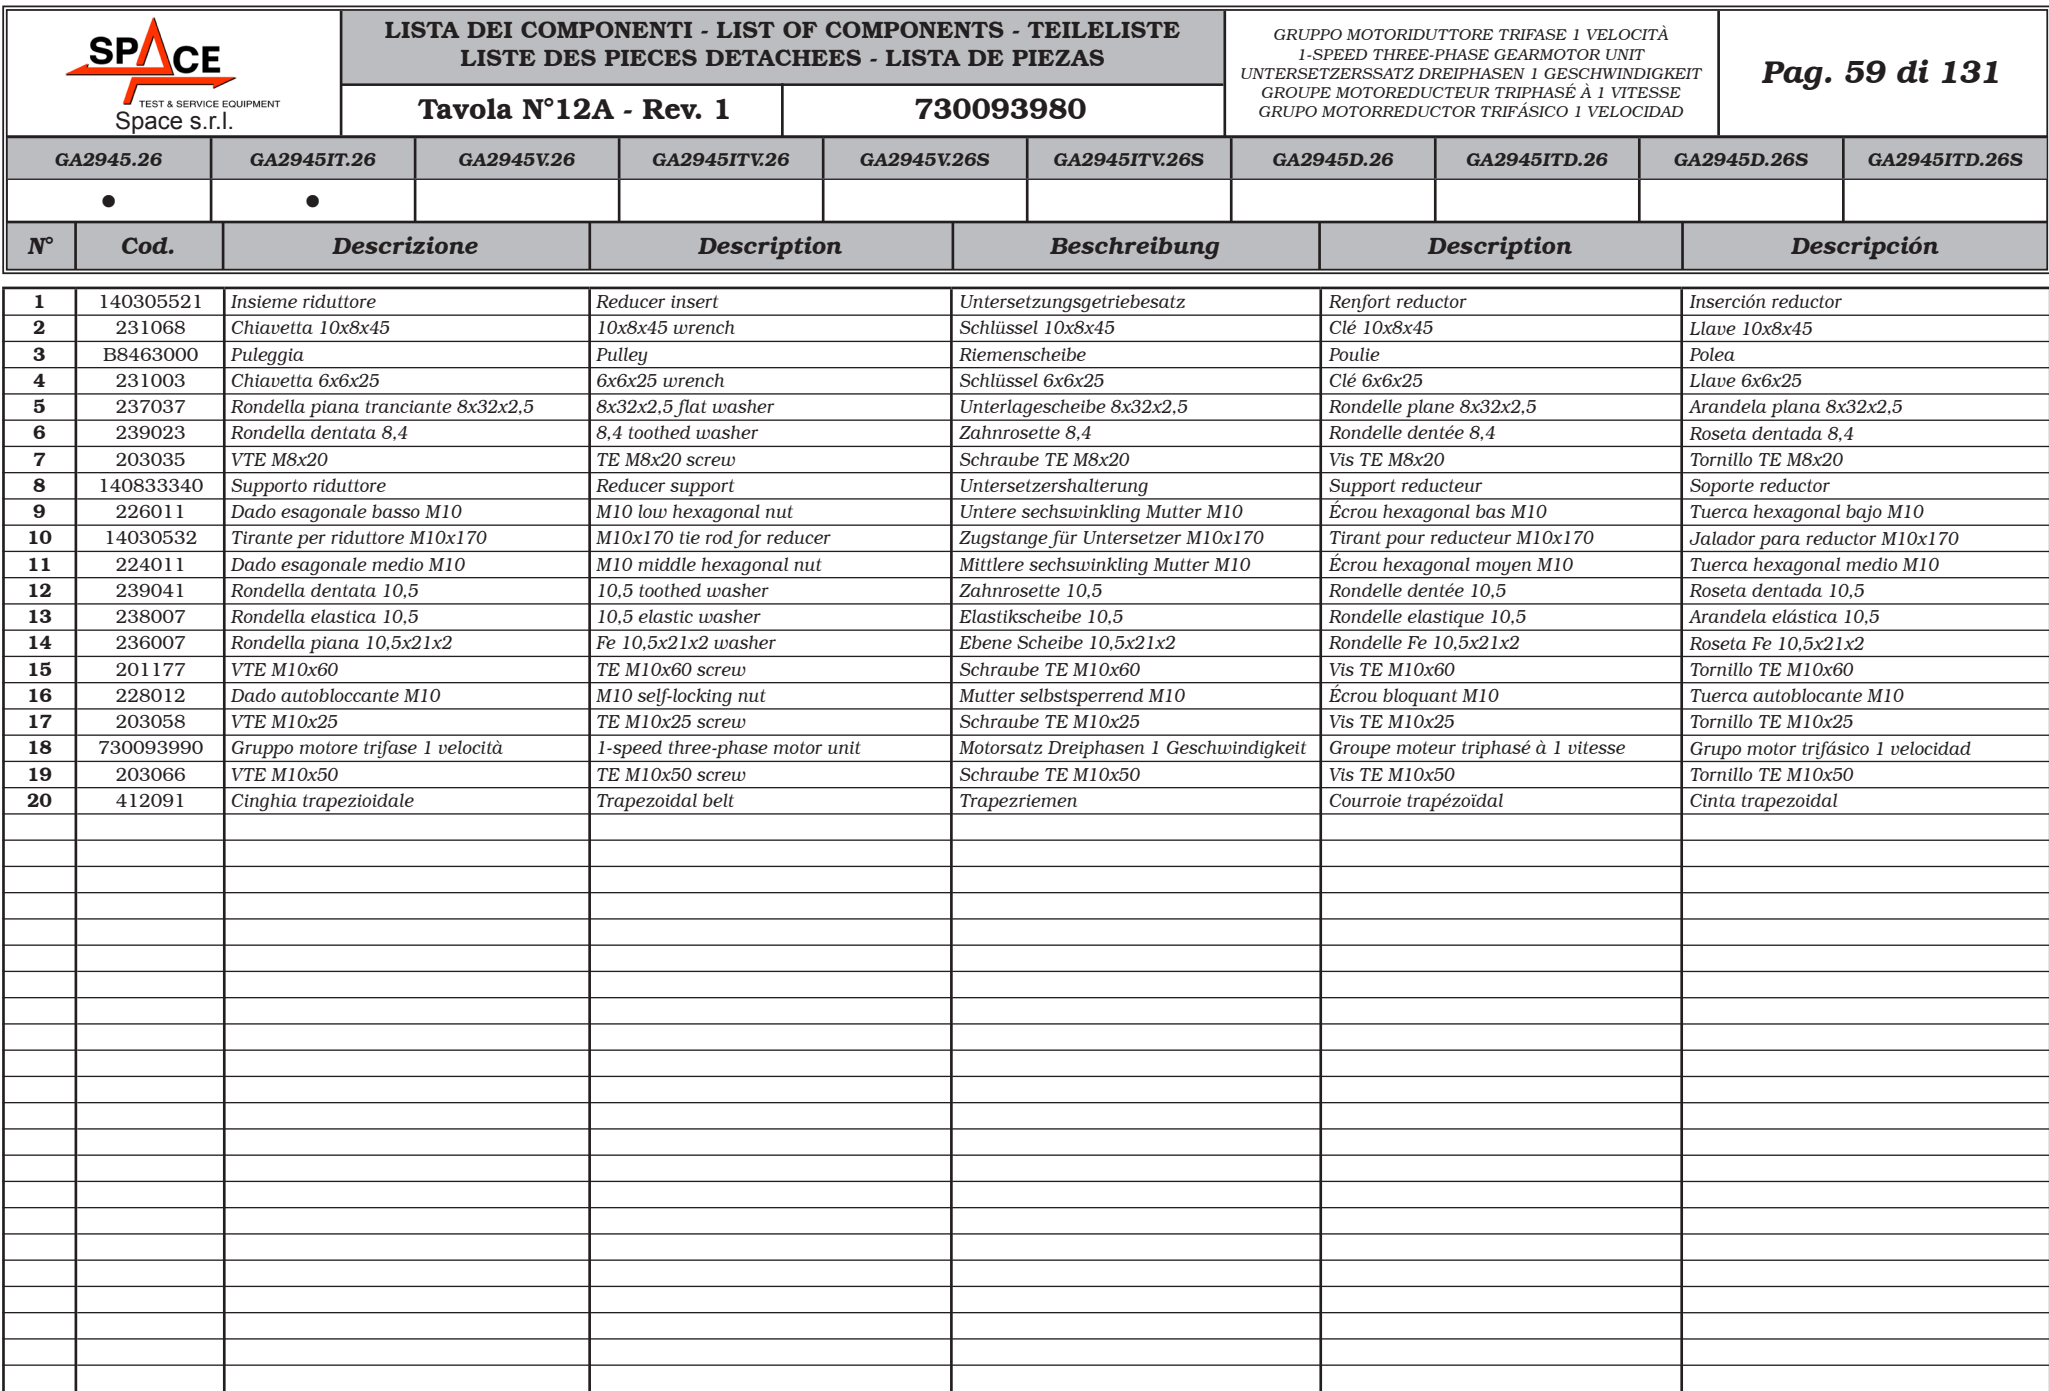 SPACE
TEST & SERVICE EQUIPMENT
Space s.r.l.
LISTA DEI COMPONENTI - LIST OF COMPONENTS - TEILELISTE
LISTE DES PIECES DETACHEES - LISTA DE PIEZAS
Tavola N°12A - Rev. 1 730093980
GRUPPO MOTORIDUTTORE TRIFASE 1 VELOCITÀ
1-SPEED THREE-PHASE GEARMOTOR UNIT
UNTERSETZERSSATZ DREIPHASEN 1 GESCHWINDIGKEIT
GROUPE MOTOREDUCTEUR TRIPHASÉ À 1 VITESSE
GRUPO MOTORREDUCTOR TRIFÁSICO 1 VELOCIDAD
Pag. 59 di 131
GA2945.26 GA2945IT.26 GA2945V.26 GA2945ITV.26 GA2945V.26S GA2945ITV.26S GA2945D.26 GA2945ITD.26 GA2945D.26S GA2945ITD.26S
● ●
N° Cod. Descrizione Description Beschreibung Description Descripción
1 140305521 Insieme riduttore Reducer insert Untersetzungsgetriebesatz Renfort reductor Inserción reductor
2 231068 Chiavetta 10x8x45 10x8x45 wrench Schlüssel 10x8x45 Clé 10x8x45 Llave 10x8x45
3 B8463000 Puleggia Pulley Riemenscheibe Poulie Polea
4 231003 Chiavetta 6x6x25 6x6x25 wrench Schlüssel 6x6x25 Clé 6x6x25 Llave 6x6x25
5 237037 Rondella piana tranciante 8x32x2,5 8x32x2,5 flat washer Unterlagescheibe 8x32x2,5 Rondelle plane 8x32x2,5 Arandela plana 8x32x2,5
6 239023 Rondella dentata 8,4 8,4 toothed washer Zahnrosette 8,4 Rondelle dentée 8,4 Roseta dentada 8,4
7 203035 VTE M8x20 TE M8x20 screw Schraube TE M8x20 Vis TE M8x20 Tornillo TE M8x20
8 140833340 Supporto riduttore Reducer support Untersetzershalterung Support reducteur Soporte reductor
9 226011 Dado esagonale basso M10 M10 low hexagonal nut Untere sechswinkling Mutter M10 Écrou hexagonal bas M10 Tuerca hexagonal bajo M10
10 14030532 Tirante per riduttore M10x170 M10x170 tie rod for reducer Zugstange für Untersetzer M10x170 Tirant pour reducteur M10x170 Jalador para reductor M10x170
11 224011 Dado esagonale medio M10 M10 middle hexagonal nut Mittlere sechswinkling Mutter M10 Écrou hexagonal moyen M10 Tuerca hexagonal medio M10
12 239041 Rondella dentata 10,5 10,5 toothed washer Zahnrosette 10,5 Rondelle dentée 10,5 Roseta dentada 10,5
13 238007 Rondella elastica 10,5 10,5 elastic washer Elastikscheibe 10,5 Rondelle elastique 10,5 Arandela elástica 10,5
14 236007 Rondella piana 10,5x21x2 Fe 10,5x21x2 washer Ebene Scheibe 10,5x21x2 Rondelle Fe 10,5x21x2 Roseta Fe 10,5x21x2
15 201177 VTE M10x60 TE M10x60 screw Schraube TE M10x60 Vis TE M10x60 Tornillo TE M10x60
16 228012 Dado autobloccante M10 M10 self-locking nut Mutter selbstsperrend M10 Écrou bloquant M10 Tuerca autoblocante M10
17 203058 VTE M10x25 TE M10x25 screw Schraube TE M10x25 Vis TE M10x25 Tornillo TE M10x25
18 730093990 Gruppo motore trifase 1 velocità 1-speed three-phase motor unit Motorsatz Dreiphasen 1 Geschwindigkeit Groupe moteur triphasé à 1 vitesse Grupo motor trifásico 1 velocidad
19 203066 VTE M10x50 TE M10x50 screw Schraube TE M10x50 Vis TE M10x50 Tornillo TE M10x50
20 412091 Cinghia trapezioidale Trapezoidal belt Trapezriemen Courroie trapézoïdal Cinta trapezoidal